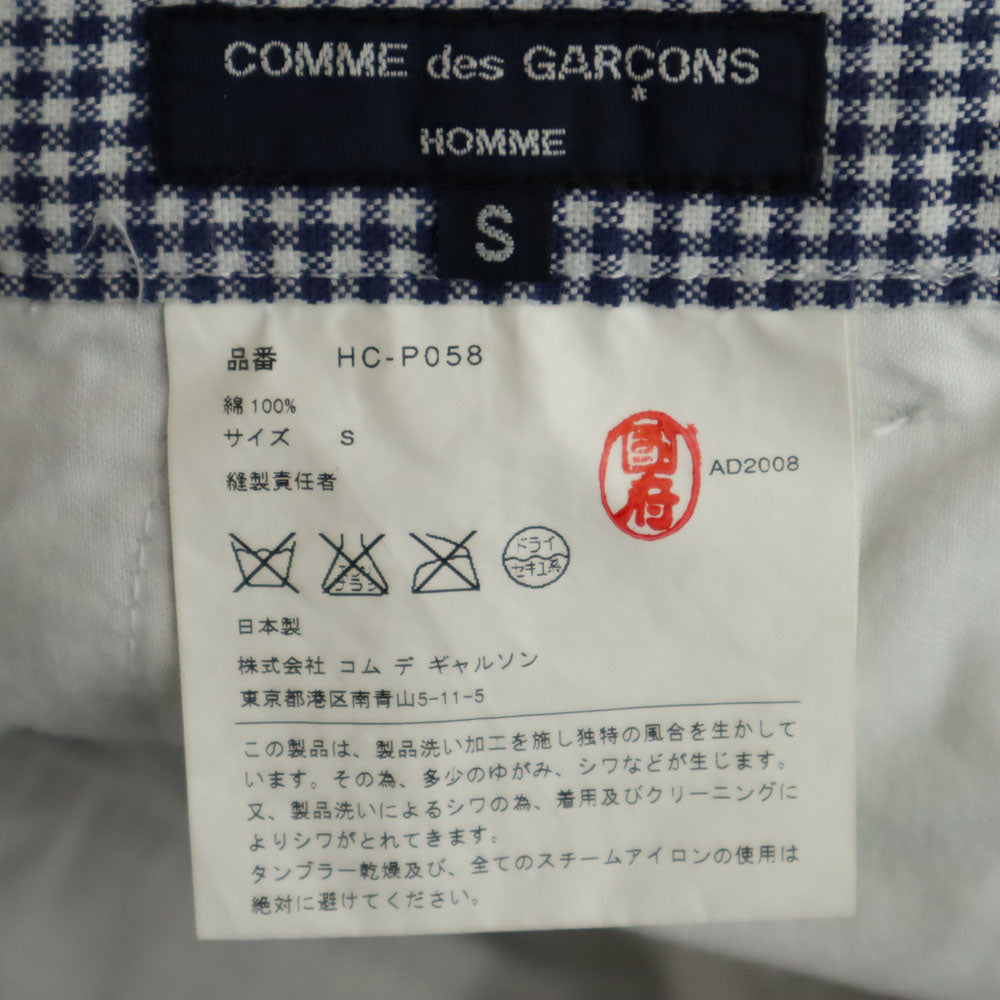 COMME des GARÇONS
*
HOMME
S
品番 HC-P058
綿100%
サイズ S
縫製責任者
國府
AD2008
ドライ
セキユ系
日本製
株式会社 コム デ ギャルソン
東京都港区南青山5-11-5
この製品は、製品洗い加工を施し独特の風合を生かして
います。その為、多少のゆがみ、シワなどが生じます。
又、製品洗いによるシワの為、着用及びクリーニングに
よりシワがとれてきます。
タンブラー乾燥及び、全てのスチームアイロンの使用は
絶対に避けてください。